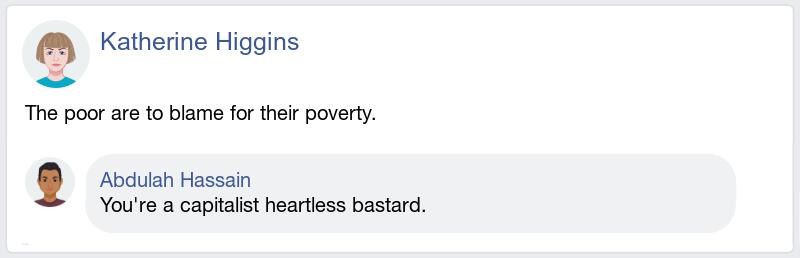 Katherine Higgins
The poor are to blame for their poverty.
Abdulah Hassain
You're a capitalist heartless bastard.